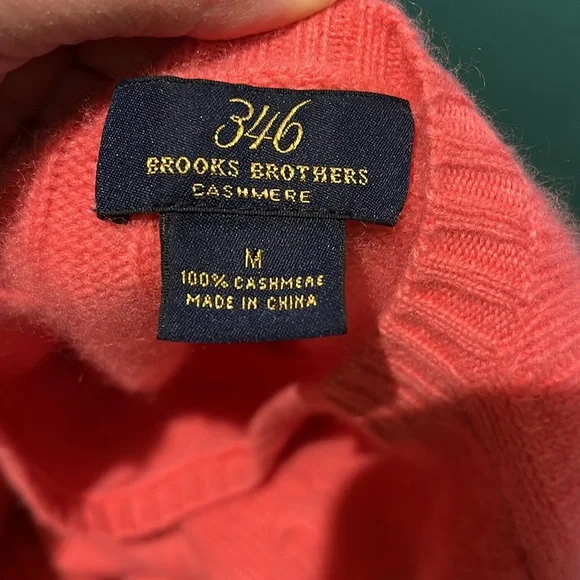 346
BROOKS BROTHERS
CASHMERE
M
100% CASHMERE
MADE IN CHINA